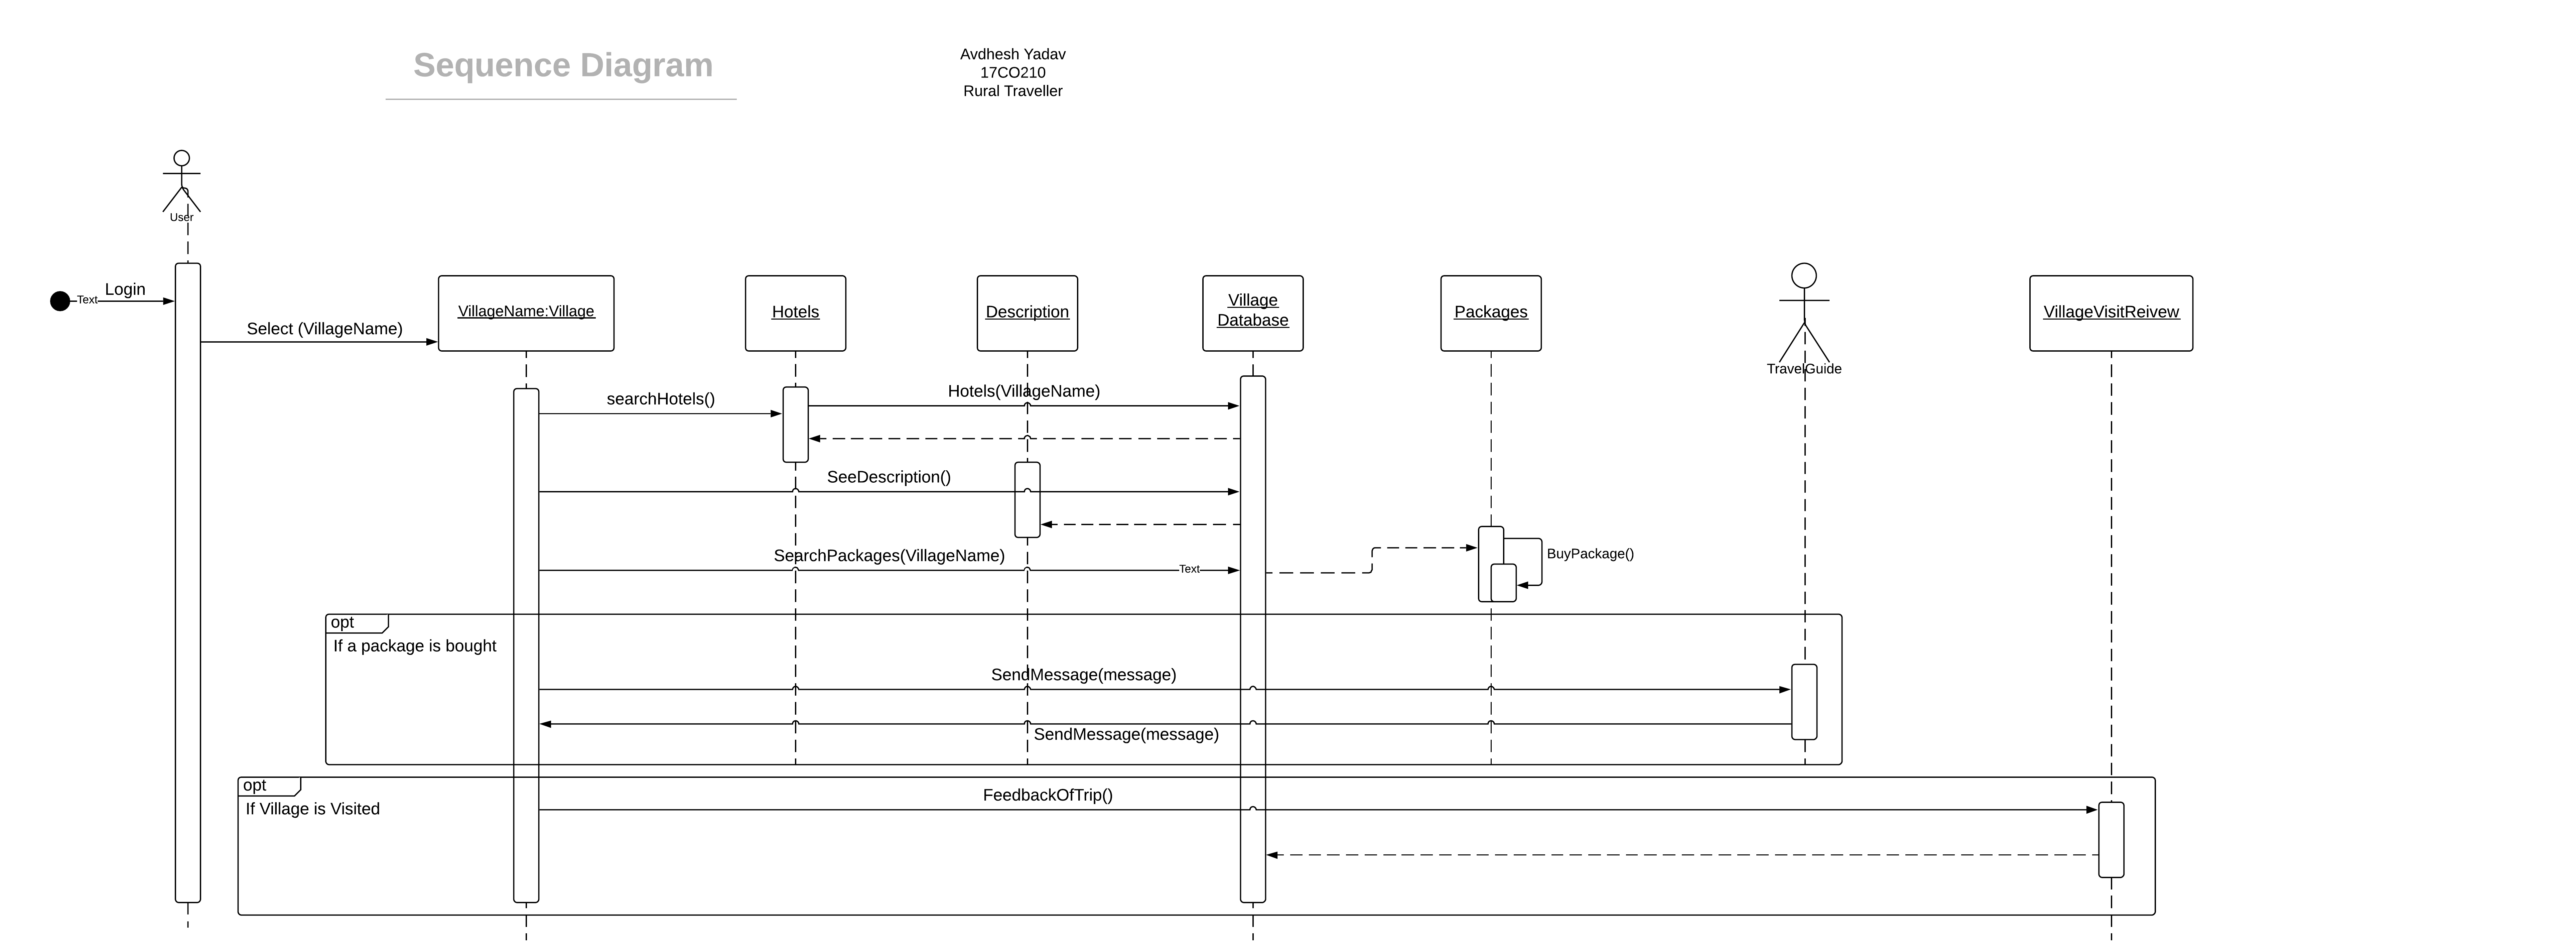 Sequence Diagram
Avdhesh Yadav
17CO210
Rural Traveller
User
Login
Text
Select (VillageName)
VillageName:Village
Hotels
Description
Village
Database
Packages
TravelGuide
VillageVisitReivew
searchHotels()
Hotels(VillageName)
SeeDescription()
SearchPackages(VillageName)
Text
BuyPackage()
opt
If a package is bought
SendMessage(message)
SendMessage(message)
opt
If Village is Visited
FeedbackOfTrip()